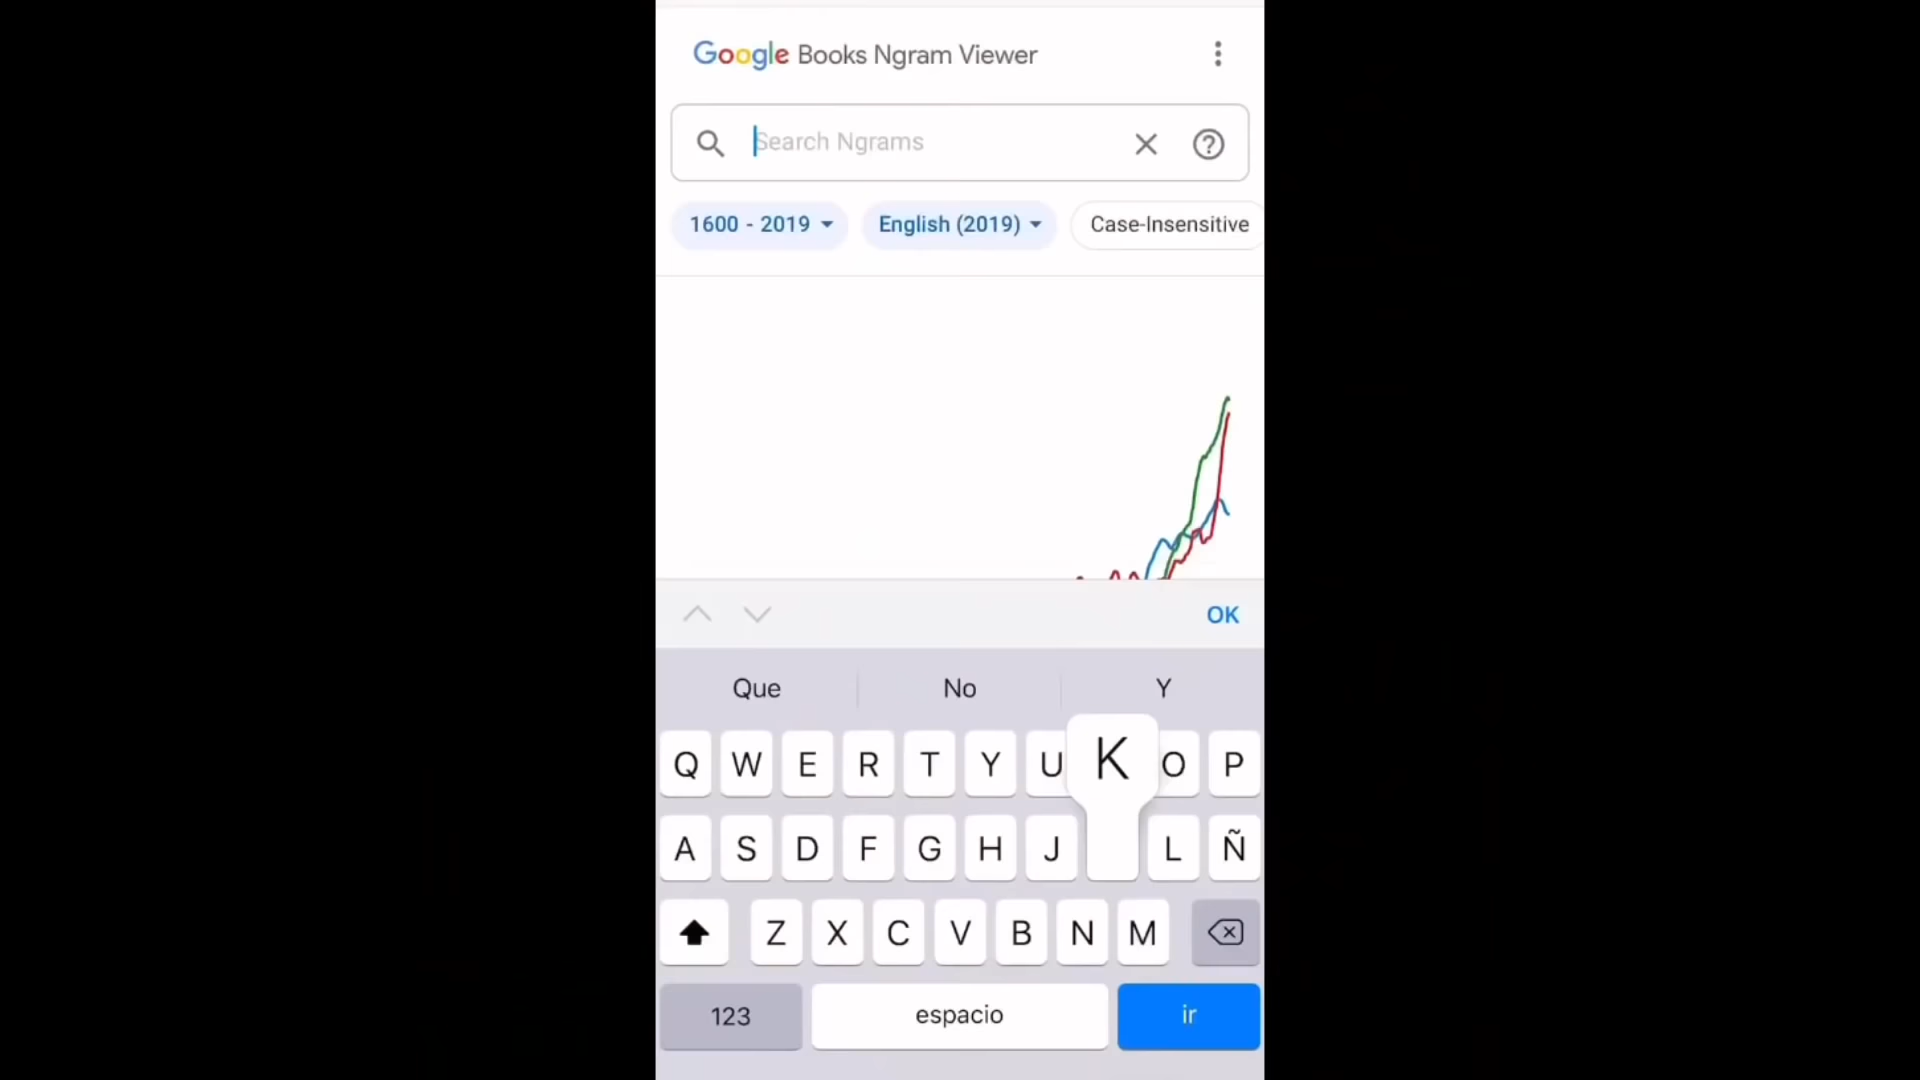 Google Books Ngram Viewer
Search Ngrams
1600 - 2019 English (2019) Case-Insensitive
OK
Que No Y
Q W E R T Y U K O P
A S D F G H J L Ñ
Z X C V B N M
123 espacio ir